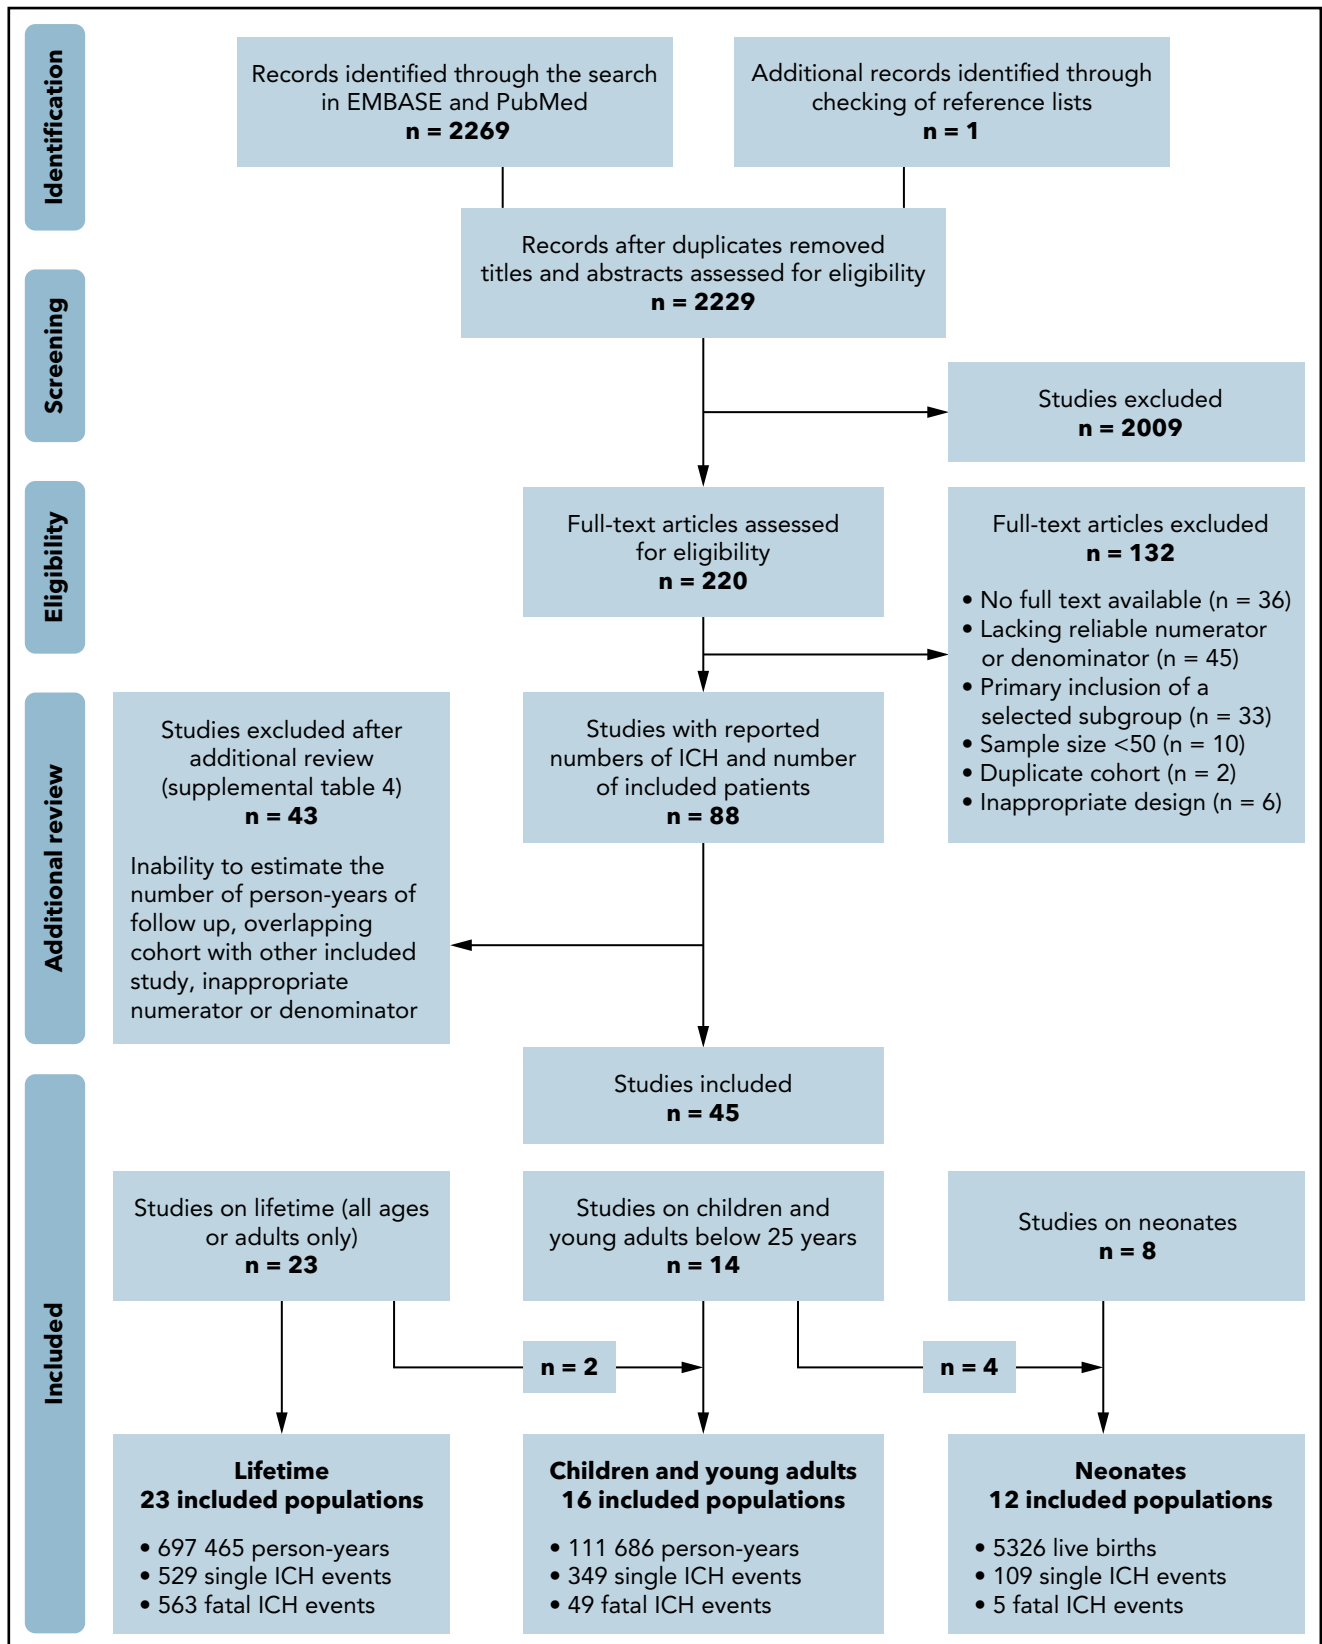 Identification
Records identified through the search
in EMBASE and PubMed
n = 2269
Additional records identified through
checking of reference lists
n = 1
Records after duplicates removed
titles and abstracts assessed for eligibility
n = 2229
Screening
Studies excluded
n = 2009
Eligibility
Full-text articles assessed
for eligibility
n = 220
Full-text articles excluded
n = 132
• No full text available (n = 36)
• Lacking reliable numerator
or denominator (n = 45)
• Primary inclusion of a
selected subgroup (n = 33)
• Sample size <50 (n = 10)
• Duplicate cohort (n = 2)
• Inappropriate design (n = 6)
Additional review
Studies excluded after
additional review
(supplemental table 4)
n = 43
Inability to estimate the
number of person-years of
follow up, overlapping
cohort with other included
study, inappropriate
numerator or denominator
Studies with reported
numbers of ICH and number
of included patients
n = 88
Studies included
n = 45
Included
Studies on lifetime (all ages
or adults only)
n = 23
Studies on children and
young adults below 25 years
n = 14
Studies on neonates
n = 8
n = 2
n = 4
Lifetime
23 included populations
• 697 465 person-years
• 529 single ICH events
• 563 fatal ICH events
Children and young adults
16 included populations
• 111 686 person-years
• 349 single ICH events
• 49 fatal ICH events
Neonates
12 included populations
• 5326 live births
• 109 single ICH events
• 5 fatal ICH events